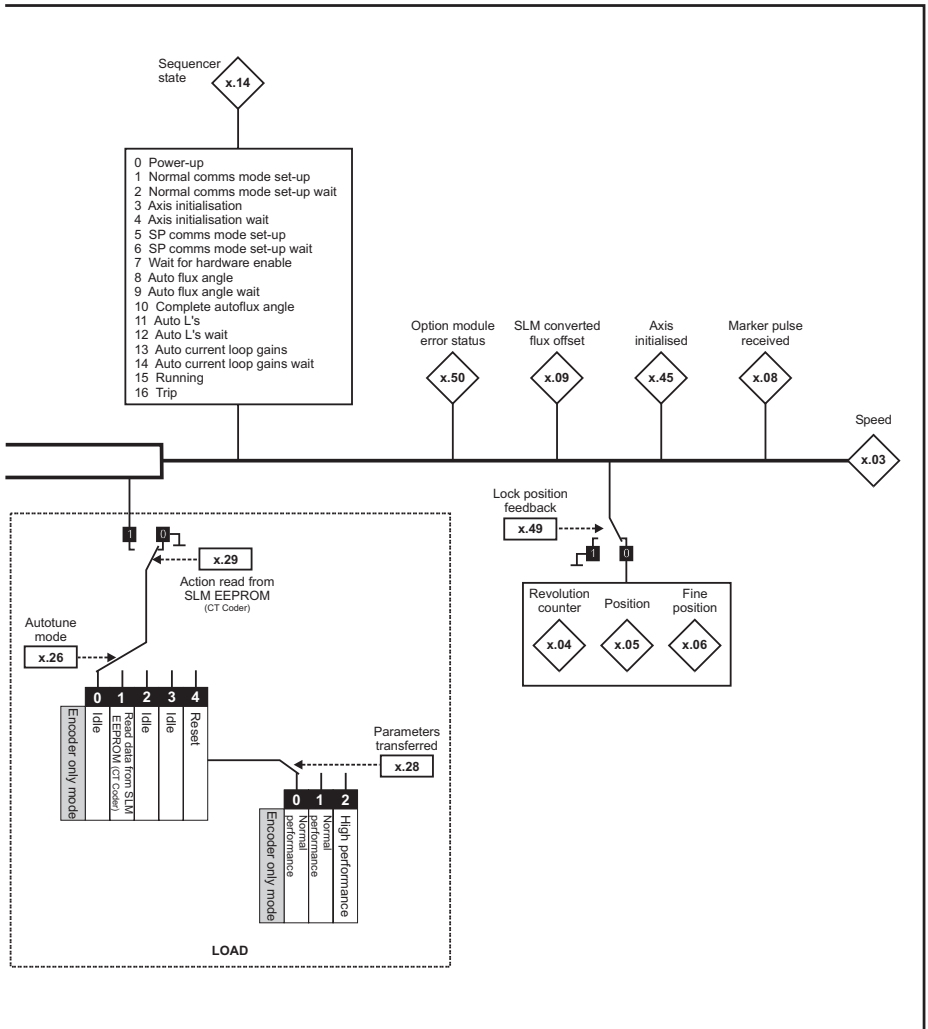 Sequencer
state
x.14
0 Power-up
1 Normal comms mode set-up
2 Normal comms mode set-up wait
3 Axis initialisation
4 Axis initialisation wait
5 SP comms mode set-up
6 SP comms mode set-up wait
7 Wait for hardware enable
8 Auto flux angle
9 Auto flux angle wait
10 Complete autoflux angle
11 Auto L's
12 Auto L's wait
13 Auto current loop gains
14 Auto current loop gains wait
15 Running
16 Trip
Option module
error status
x.50
SLM converted
flux offset
x.09
Axis
initialised
x.45
Marker pulse
received
x.08
Speed
x.03
Lock position
feedback
x.49
1 0
Revolution
counter
x.04
Position
x.05
Fine
position
x.06
1 0
x.29
Action read from
SLM EEPROM
(CT Coder)
Autotune
mode
x.26
0 1 2 3 4
Encoder only mode
Idle
Read data from SLM
EEPROM (CT Coder)
Idle
Idle
Reset
Parameters
transferred
x.28
0 1 2
Encoder only mode
Normal
performance
Normal
performance
High performance
LOAD